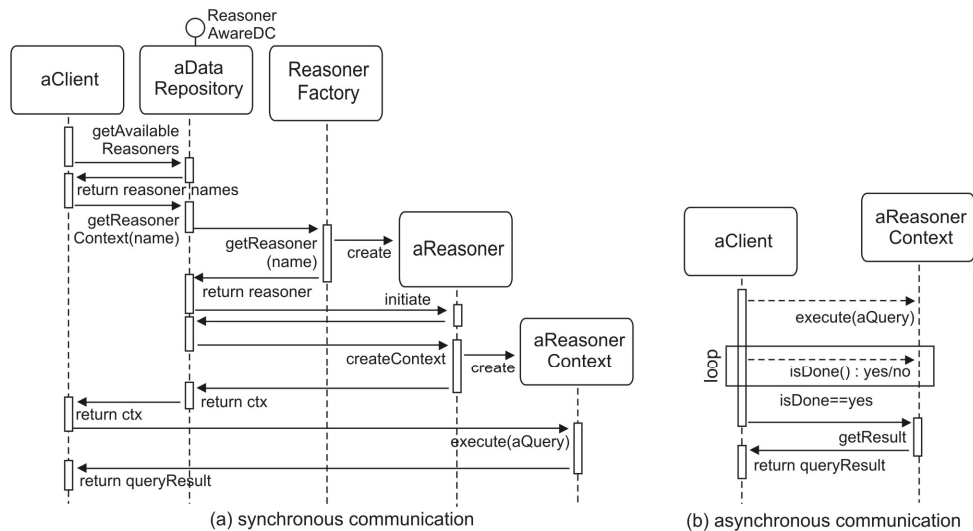 Reasoner
AwareDC
aClient
aData
Repository
Reasoner
Factory
getAvailable
Reasoners
return reasoner names
getReasoner
Context(name)
getReasoner
(name)
create
aReasoner
return reasoner
initiate
createContext
create
aReasoner
Context
return ctx
return ctx
execute(aQuery)
return queryResult
(a) synchronous communication
aClient
aReasoner
Context
execute(aQuery)
loop
isDone() : yes/no
isDone==yes
getResult
return queryResult
(b) asynchronous communication